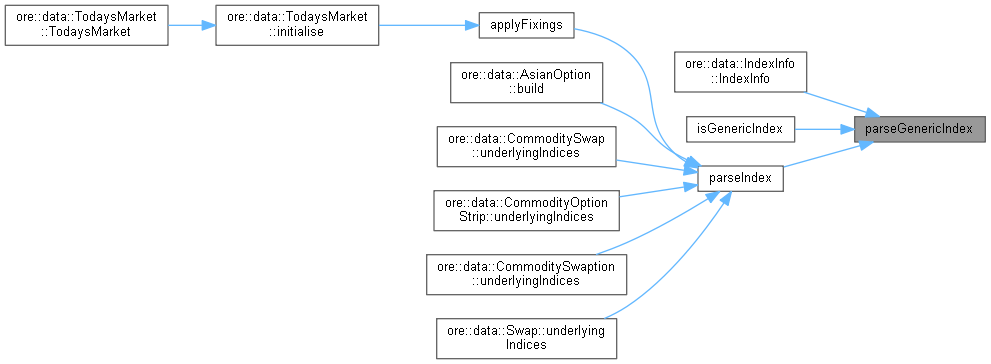 ore::data::TodaysMarket
::TodaysMarket
ore::data::TodaysMarket
::initialise
applyFixings
ore::data::AsianOption
::build
ore::data::CommoditySwap
::underlyingIndices
ore::data::CommodityOption
Strip::underlyingIndices
ore::data::CommoditySwaption
::underlyingIndices
ore::data::Swap::underlying
Indices
ore::data::IndexInfo
::IndexInfo
isGenericIndex
parseIndex
parseGenericIndex